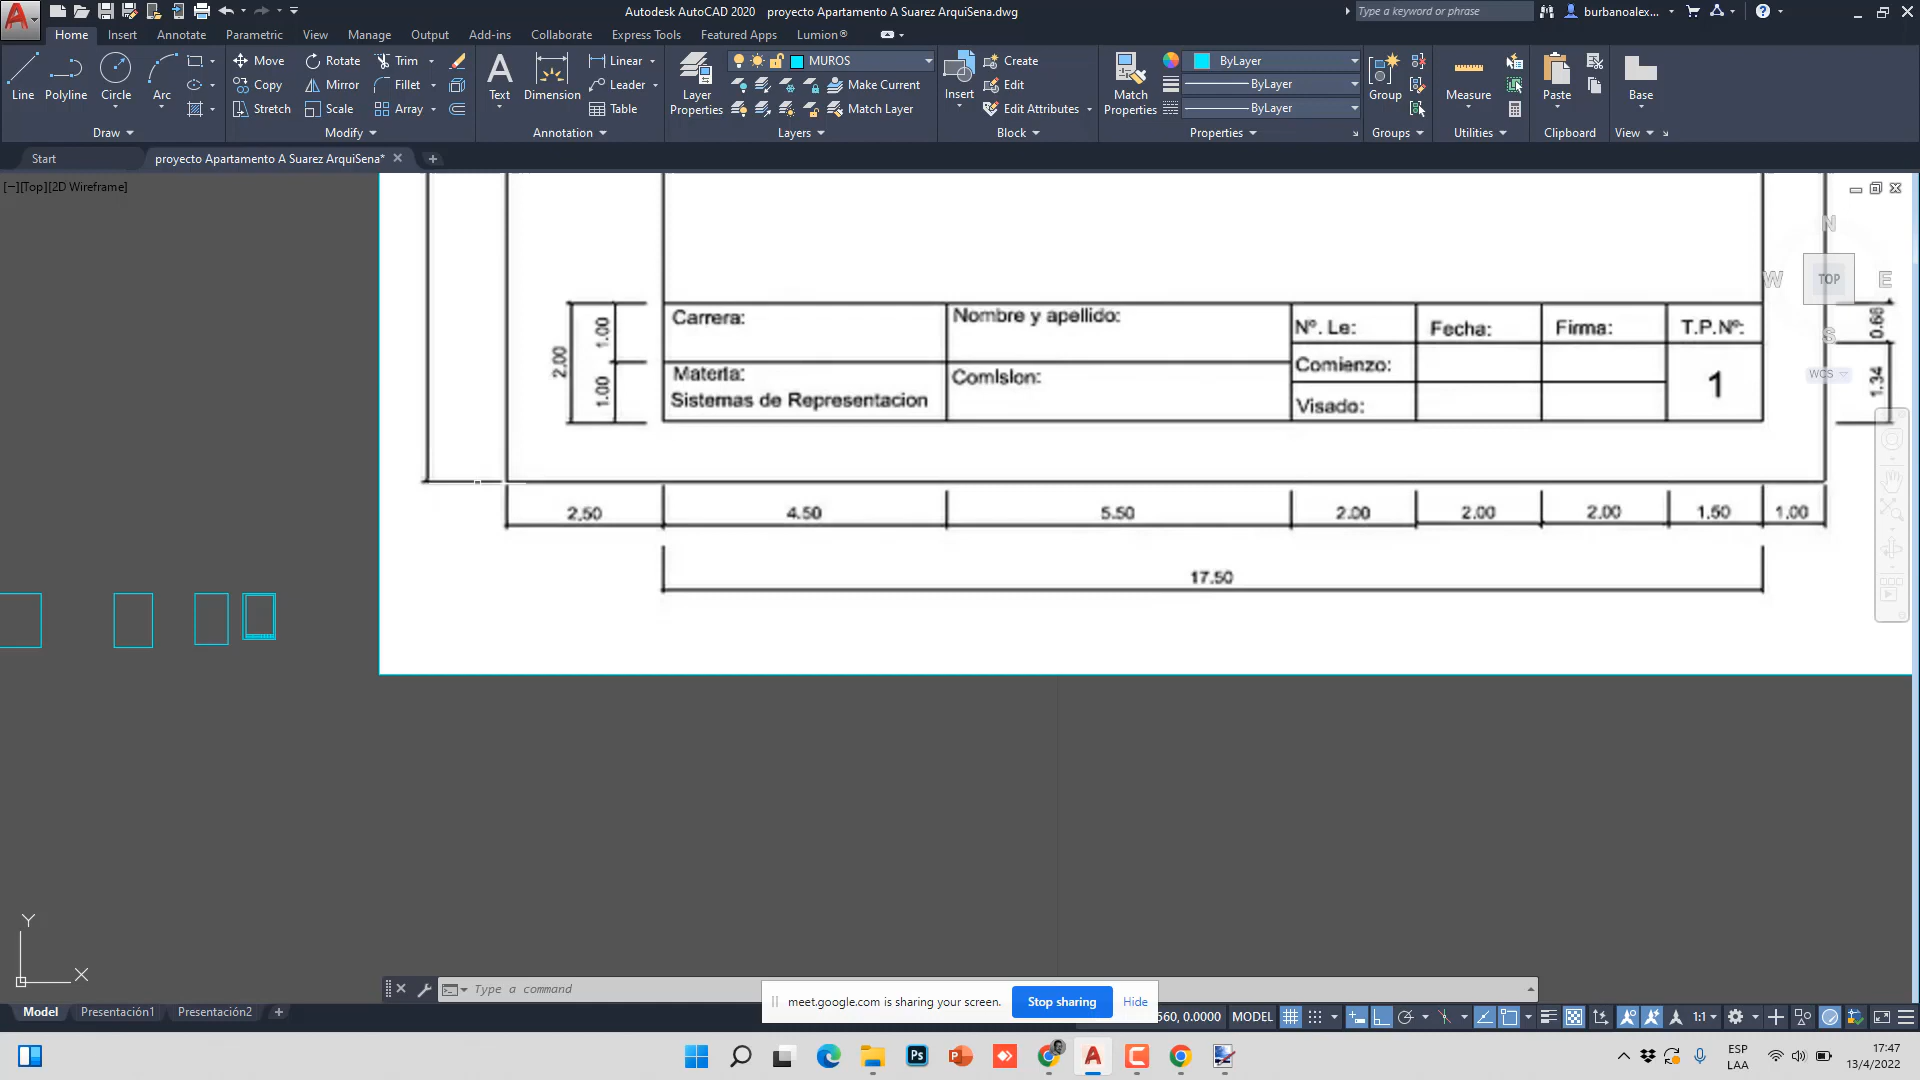 Autodesk AutoCAD 2020 proyecto Apartamento A Suarez ArquiSena.dwg
Type a keyword or phrase
burbanoalex...
Home Insert Annotate Parametric View Manage Output Add-ins Collaborate Express Tools Featured Apps Lumion®
Line Polyline Circle Arc
Move Rotate Trim
Copy Mirror Fillet
Stretch Scale Array
Text Dimension
Linear
Leader
Table
Layer Properties
MUROS
Make Current
Match Layer
Insert
Create
Edit
Edit Attributes
Match Properties
ByLayer
ByLayer
ByLayer
Group
Measure
Paste
Base
Draw Modify Annotation Layers Block Properties Groups Utilities Clipboard View
Start proyecto Apartamento A Suarez ArquiSena*
[−][Top][2D Wireframe]
N
W TOP E
S
WCS
2.00
1.00
1.00
Carrera:
Nombre y apellido:
Nº. Le: Fecha: Firma: T.P.Nº:
Materia:
Sistemas de Representacion
Comision:
Comienzo:
Visado:
1
0.66
1.34
2.50 4.50 5.50 2.00 2.00 2.00 1.50 1.00
17.50
Y
X
Type a command
meet.google.com is sharing your screen. Stop sharing Hide
Model Presentación1 Presentación2
560, 0.0000 MODEL 1:1
Ps
ESP
LAA
17:47
13/4/2022